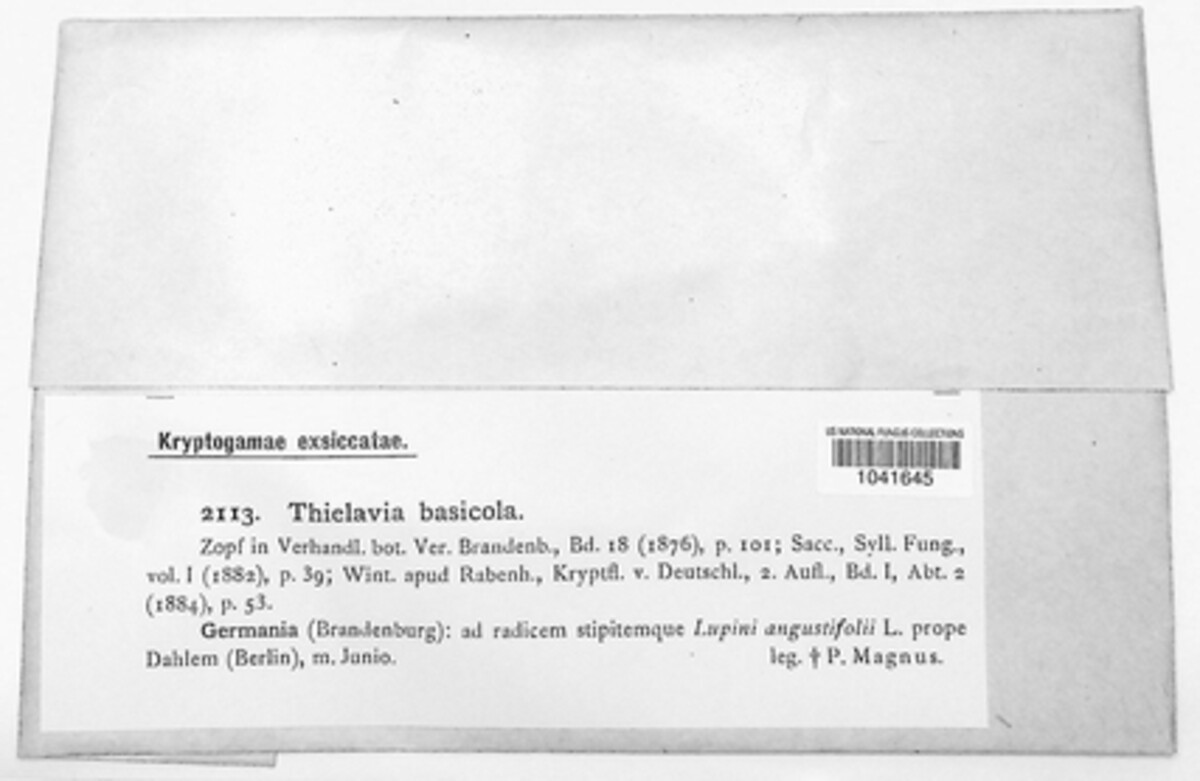 Kryptogamae exsiccatae.
US NATIONAL FUNGUS COLLECTIONS
1041645
2113. Thielavia basicola.
Zopf in Verhandl. bot. Ver. Brandenb., Bd. 18 (1876), p. 101; Sacc., Syll. Fung.,
vol. I (1882), p. 39; Wint. apud Rabenh., Kryptfl. v. Deutschl., 2. Aufl., Bd. I, Abt. 2
(1884), p. 53.
Germania (Brandenburg): ad radicem stipitemque Lupini angustifolii L. prope
Dahlem (Berlin), m. Junio. leg. † P. Magnus.